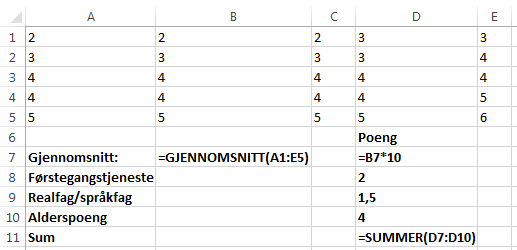 A B C D E
1 2 2 2 3 3
2 3 3 3 3 4
3 4 4 4 4 4
4 4 4 4 4 5
5 5 5 5 5 6
6 Poeng
7 Gjennomsnitt: =GJENNOMSNITT(A1:E5) =B7*10
8 Førstegangstjeneste 2
9 Realfag/språkfag 1,5
10 Alderspoeng 4
11 Sum =SUMMER(D7:D10)